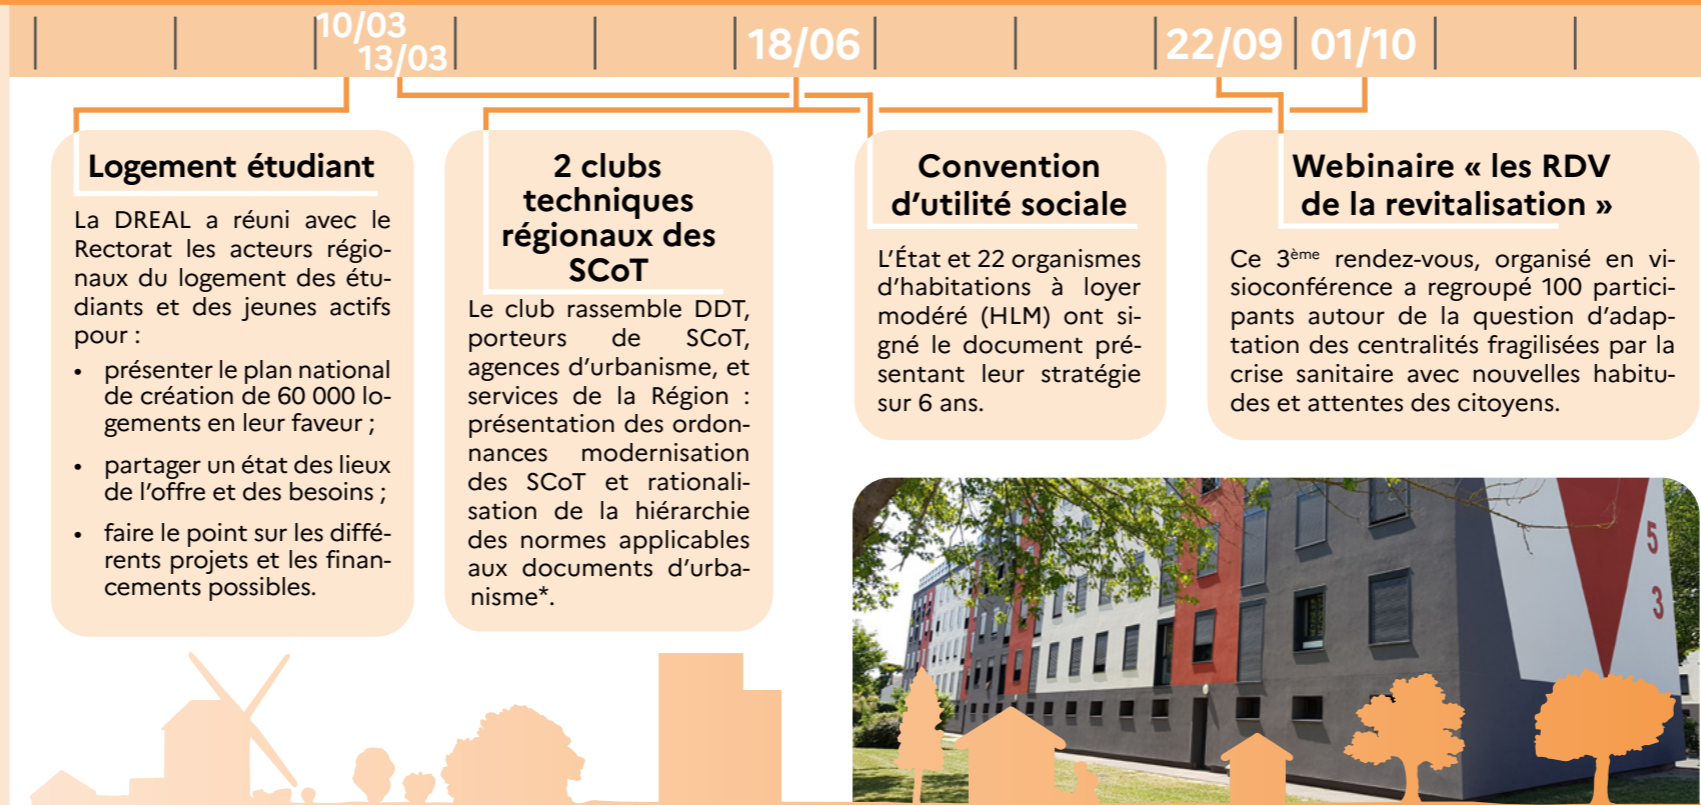 10/03
13/03
18/06
22/09
01/10
Logement étudiant
La DREAL a réuni avec le
Rectorat les acteurs régio-
naux du logement des étu-
diants et des jeunes actifs
pour :
• présenter le plan national
de création de 60 000 lo-
gements en leur faveur ;
• partager un état des lieux
de l’offre et des besoins ;
• faire le point sur les diffé-
rents projets et les finan-
cements possibles.
2 clubs
techniques
régionaux des
SCoT
Le club rassemble DDT,
porteurs de SCoT,
agences d’urbanisme, et
services de la Région :
présentation des ordon-
nances modernisation
des SCoT et rationali-
sation de la hiérarchie
des normes applicables
aux documents d’urba-
nisme*.
Convention
d’utilité sociale
L’État et 22 organismes
d’habitations à loyer
modéré (HLM) ont si-
gné le document pré-
sentant leur stratégie
sur 6 ans.
Webinaire « les RDV
de la revitalisation »
Ce 3ème rendez-vous, organisé en vi-
sioconférence a regroupé 100 partici-
pants autour de la question d’adap-
tation des centralités fragilisées par la
crise sanitaire avec nouvelles habitu-
des et attentes des citoyens.
5
3